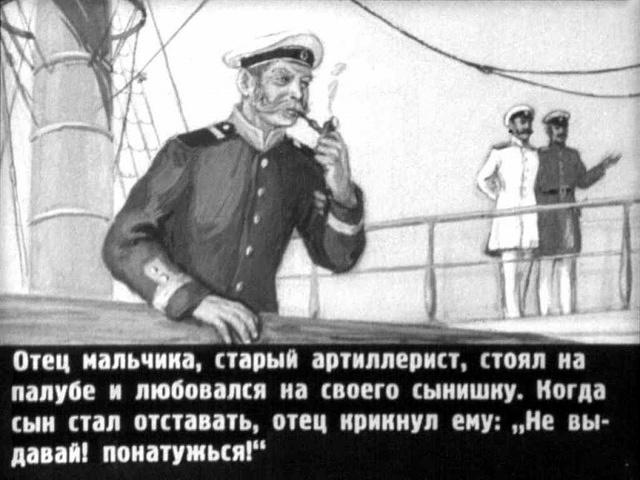 Отец мальчика, старый артиллерист, стоял на
палубе и любовался на своего сынишку. Когда
сын стал отставать, отец крикнул ему: „Не вы-
давай! понатужься!“